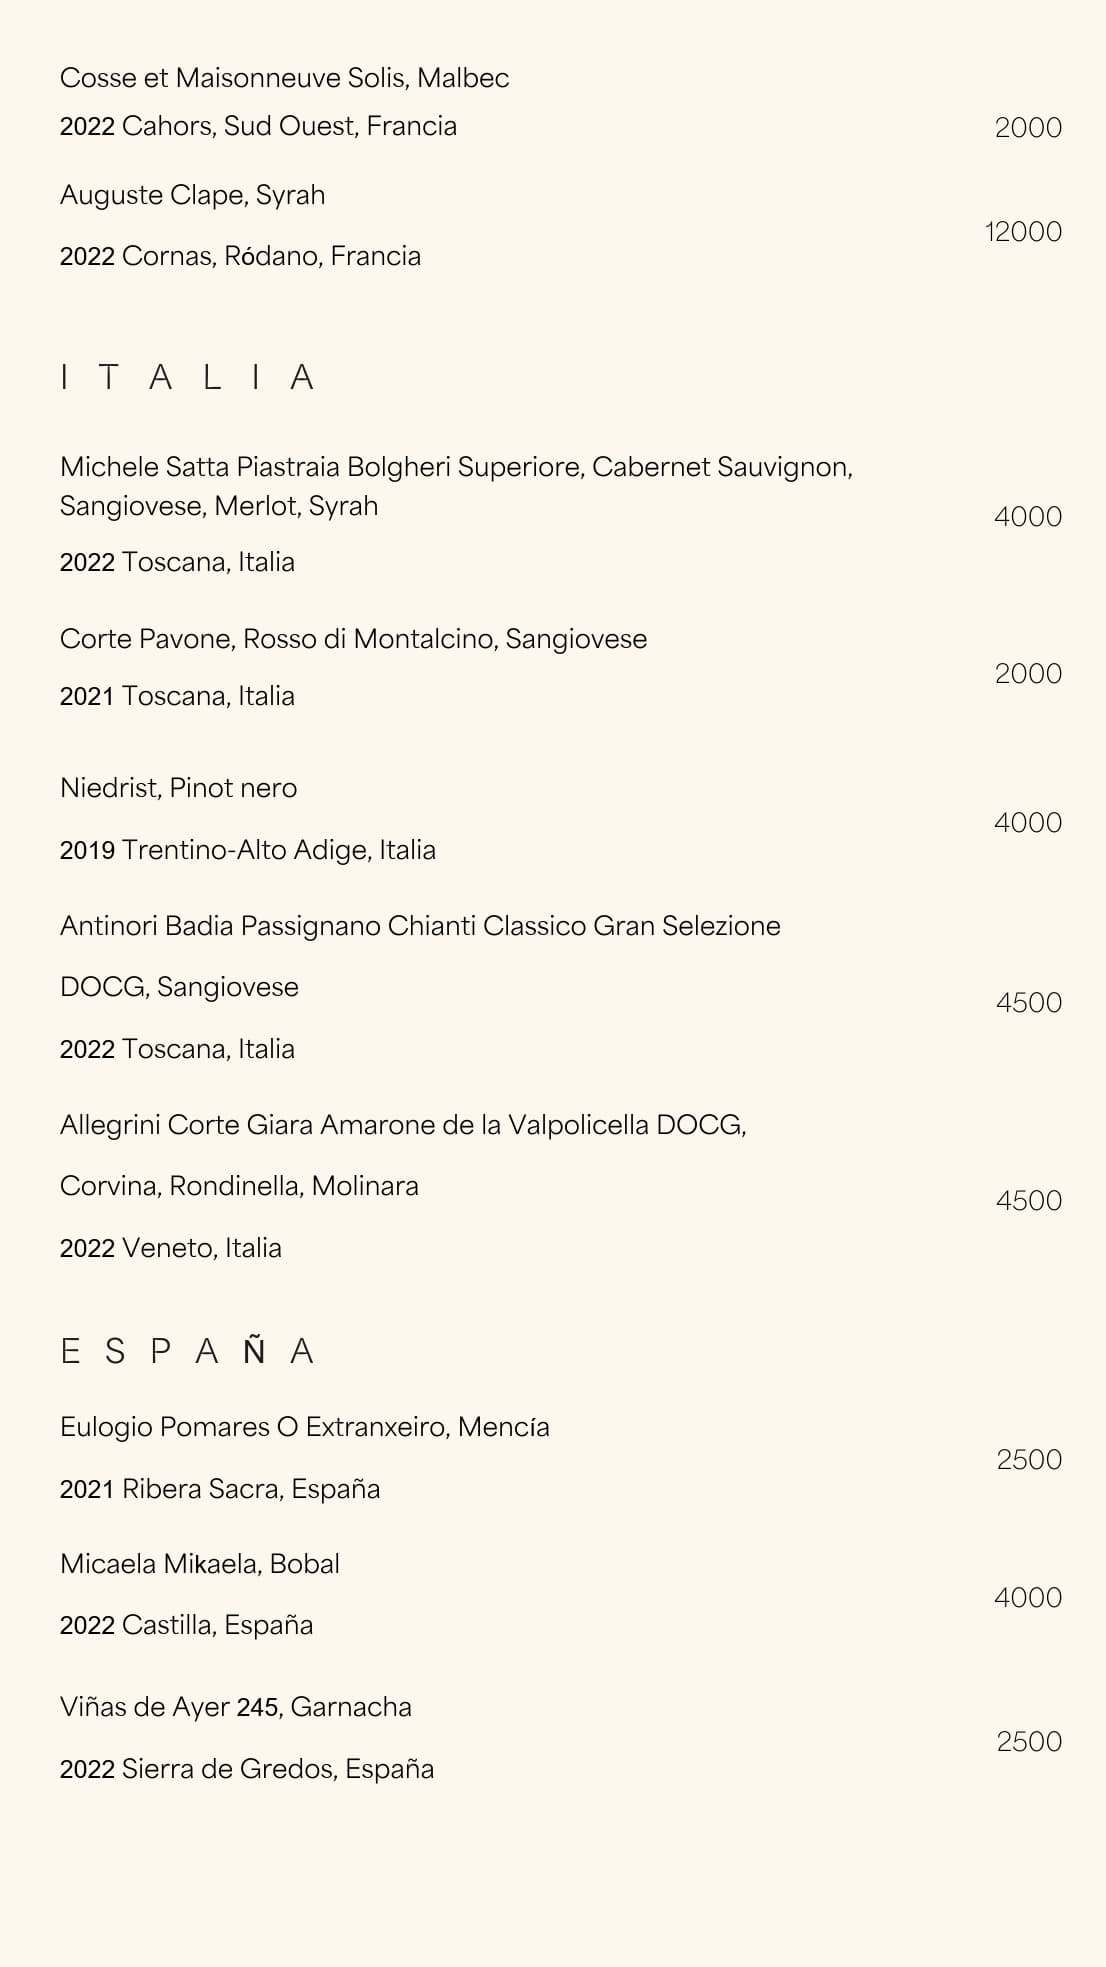 Cosse et Maisonneuve Solis, Malbec
2022 Cahors, Sud Ouest, Francia 2000
Auguste Clape, Syrah
12000
2022 Cornas, Ródano, Francia
ITALIA
Michele Satta Piastraia Bolgheri Superiore, Cabernet Sauvignon,
Sangiovese, Merlot, Syrah
4000
2022 Toscana, Italia
Corte Pavone, Rosso di Montalcino, Sangiovese
2000
2021 Toscana, Italia
Niedrist, Pinot nero
4000
2019 Trentino-Alto Adige, Italia
Antinori Badia Passignano Chianti Classico Gran Selezione
DOCG, Sangiovese
4500
2022 Toscana, Italia
Allegrini Corte Giara Amarone de la Valpolicella DOCG,
Corvina, Rondinella, Molinara
4500
2022 Veneto, Italia
ESPAÑA
Eulogio Pomares O Extranxeiro, Mencía
2500
2021 Ribera Sacra, España
Micaela Mikaela, Bobal
4000
2022 Castilla, España
Viñas de Ayer 245, Garnacha
2500
2022 Sierra de Gredos, España